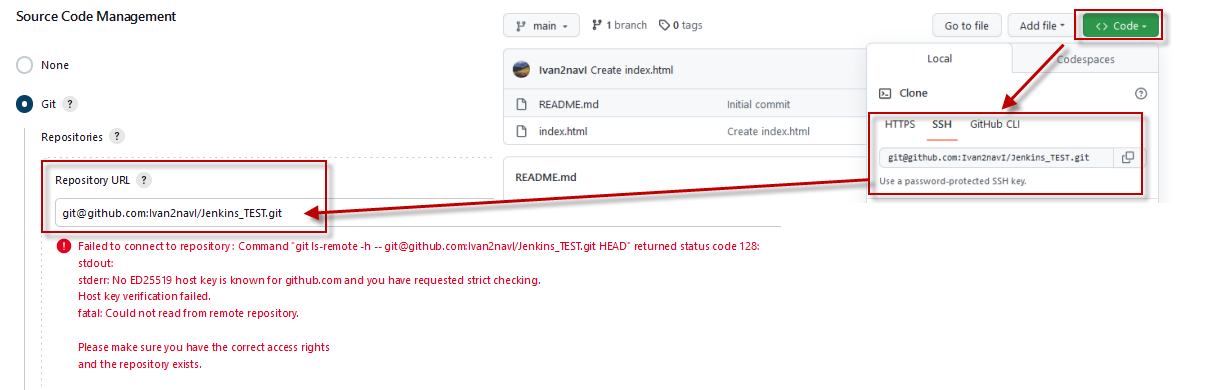 Source Code Management
None
Git ?
Repositories ?
Repository URL ?
git@github.com:Ivan2navI/Jenkins_TEST.git
Failed to connect to repository : Command "git ls-remote -h -- git@github.com:Ivan2navI/Jenkins_TEST.git HEAD" returned status code 128:
stdout:
stderr: No ED25519 host key is known for github.com and you have requested strict checking.
Host key verification failed.
fatal: Could not read from remote repository.
Please make sure you have the correct access rights
and the repository exists.
main
1 branch
0 tags
Go to file
Add file
<> Code
Ivan2navI Create index.html
README.md Initial commit
index.html Create index.html
README.md
Local
Codespaces
Clone ?
HTTPS SSH GitHub CLI
git@github.com:Ivan2navI/Jenkins_TEST.git
Use a password-protected SSH key.